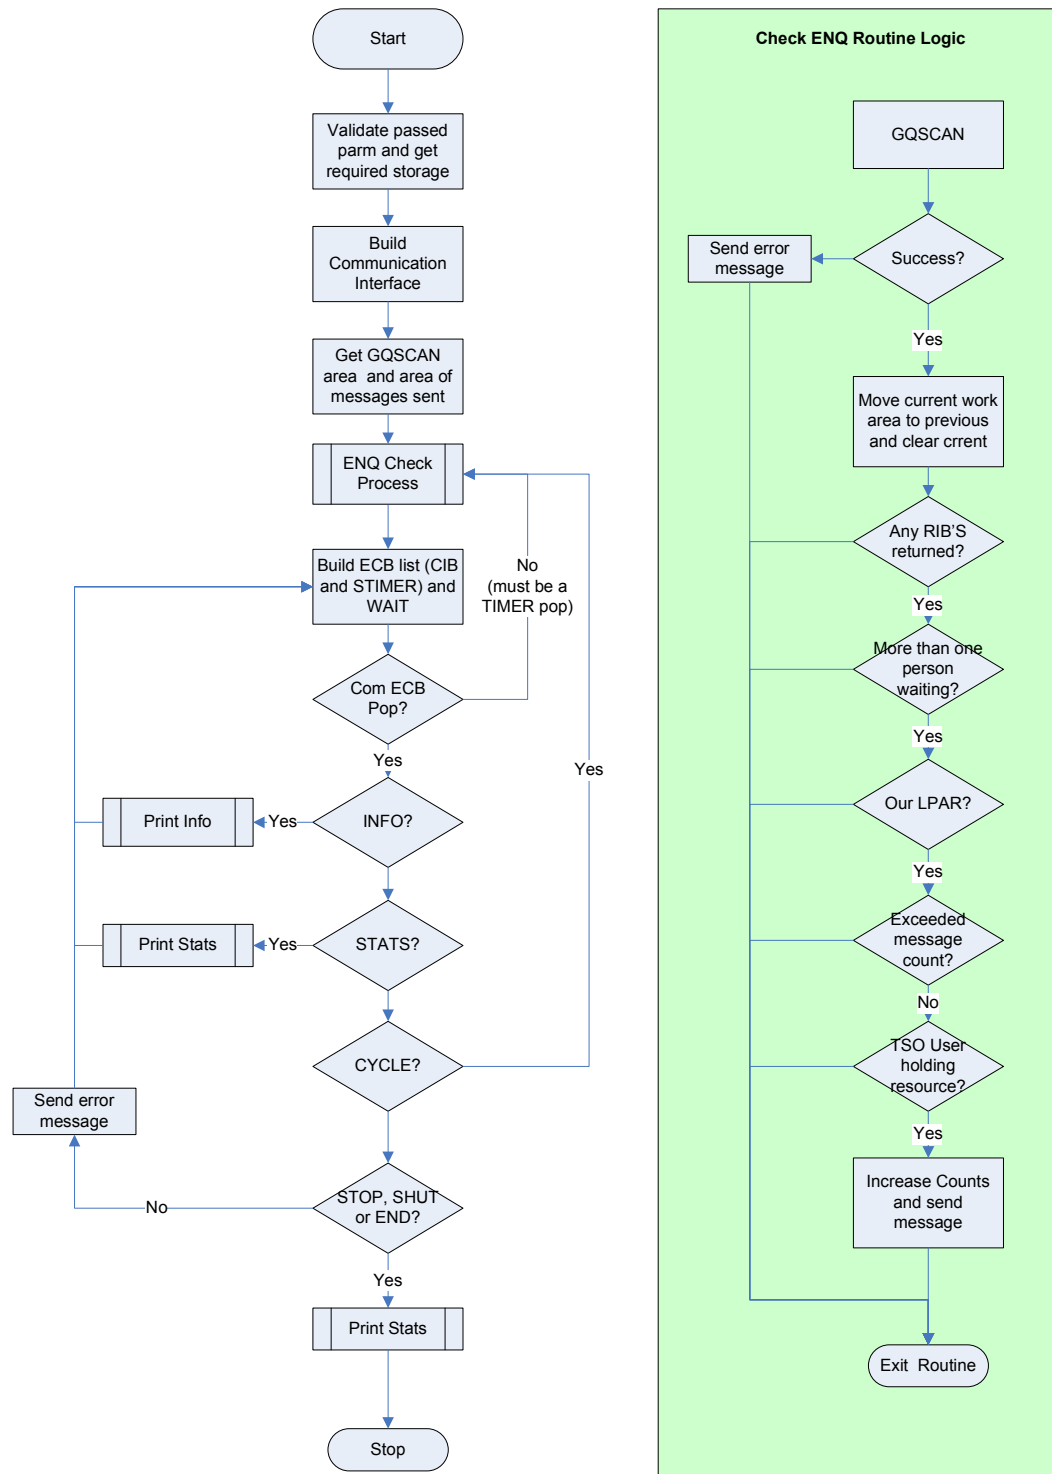 Start
Validate passed
parm and get
required storage
Build
Communication
Interface
Get GQSCAN
area and area of
messages sent
ENQ Check
Process
Build ECB list (CIB
and STIMER) and
WAIT
No
(must be a
TIMER pop)
Com ECB
Pop?
Yes
INFO?
Yes
Print Info
STATS?
Yes
Print Stats
CYCLE?
Yes
Send error
message
STOP, SHUT
or END?
No
Yes
Print Stats
Stop
Check ENQ Routine Logic
GQSCAN
Success?
Send error
message
Yes
Move current work
area to previous
and clear crrent
Any RIB'S
returned?
Yes
More than one
person
waiting?
Yes
Our LPAR?
Yes
Exceeded
message
count?
No
TSO User
holding
resource?
Yes
Increase Counts
and send
message
Exit Routine